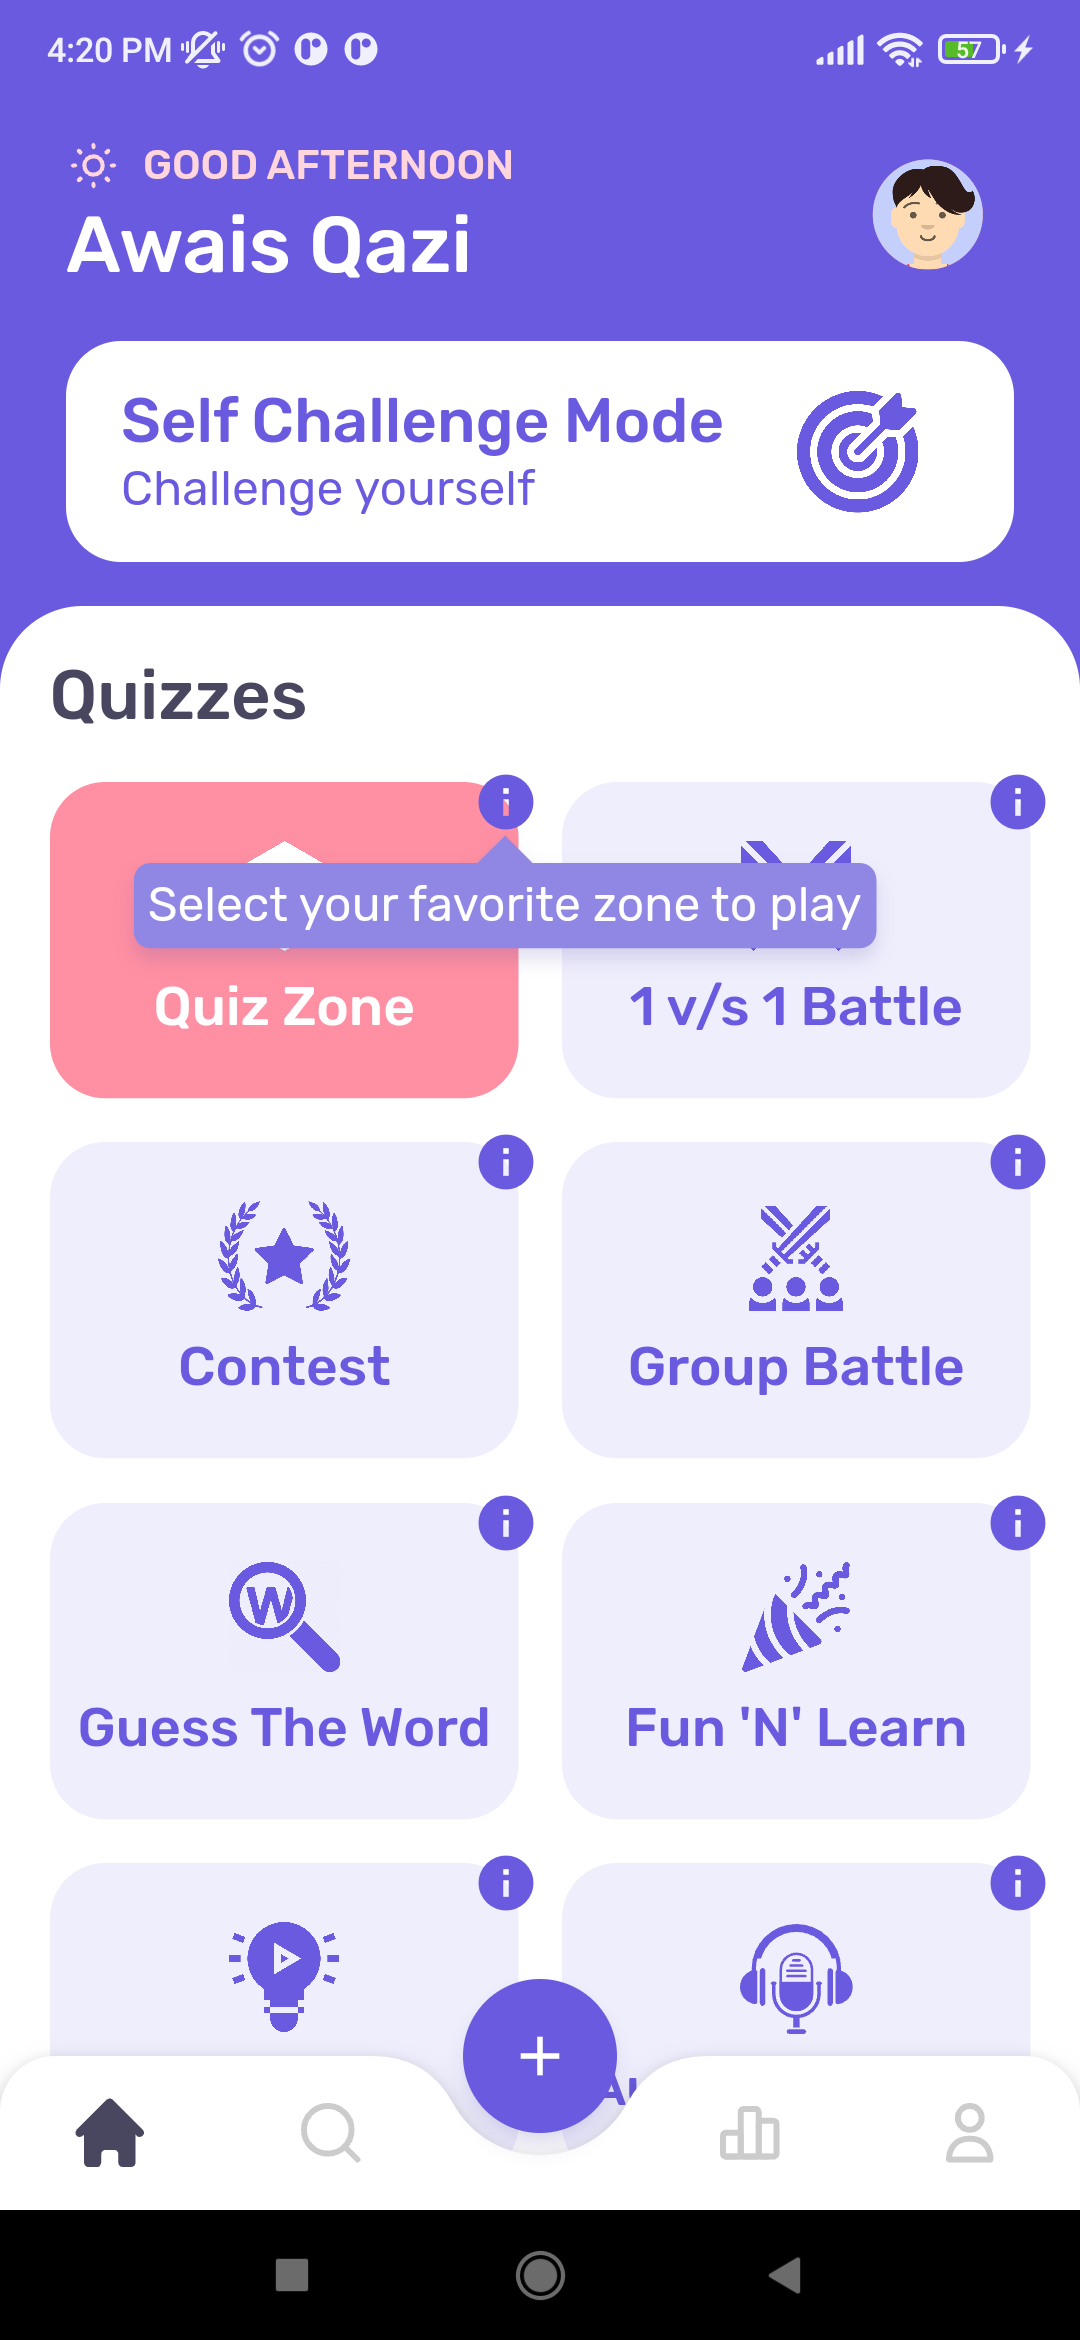 4:20 PM
57
GOOD AFTERNOON
Awais Qazi
Self Challenge Mode
Challenge yourself
Quizzes
Select your favorite zone to play
Quiz Zone
1 v/s 1 Battle
Contest
Group Battle
W
Guess The Word
Fun 'N' Learn